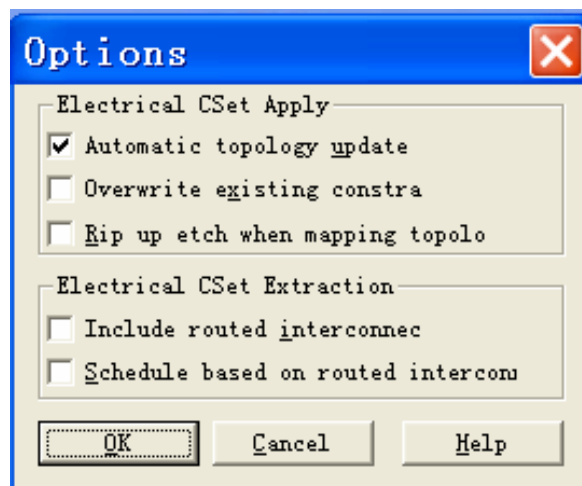 Options
Electrical CSet Apply
Automatic topology update
Overwrite existing constra
Rip up etch when mapping topolo
Electrical CSet Extraction
Include routed interconnec
Schedule based on routed intercon
OK Cancel Help